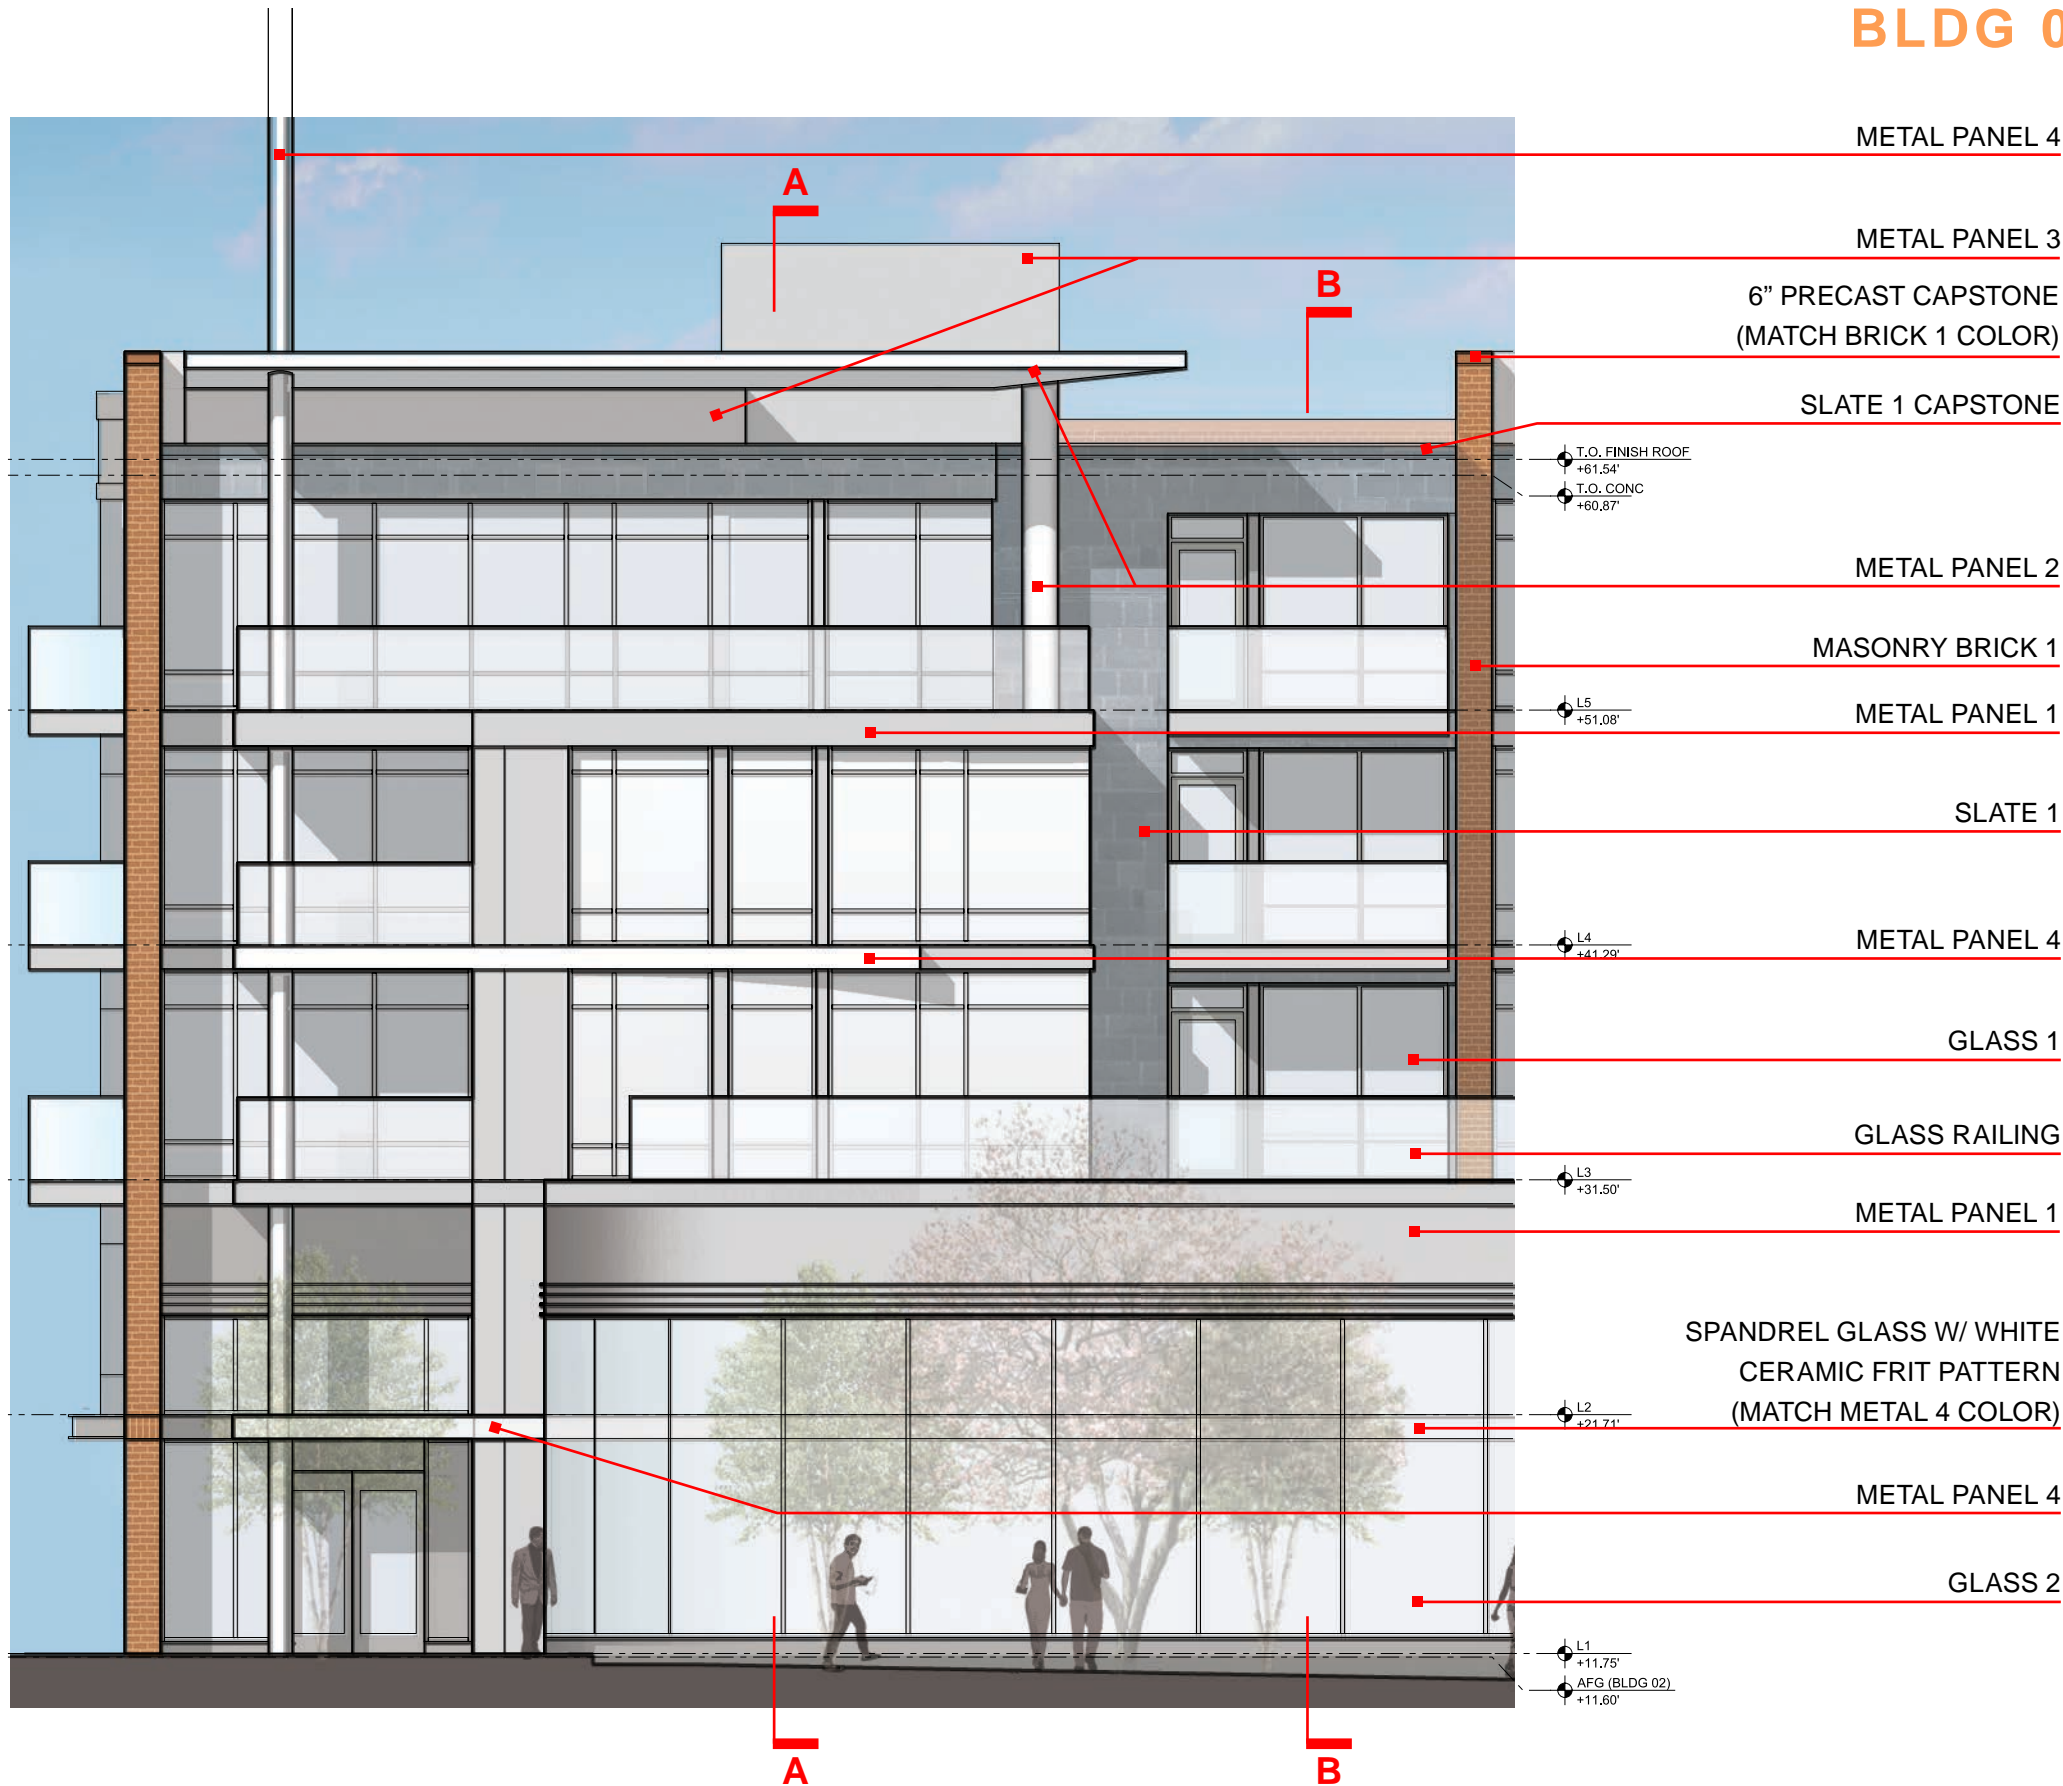 BLDG 0
METAL PANEL 4
A
METAL PANEL 3
B
6” PRECAST CAPSTONE
(MATCH BRICK 1 COLOR)
SLATE 1 CAPSTONE
T.O. FINISH ROOF
+61.54'
T.O. CONC
+60.87'
METAL PANEL 2
MASONRY BRICK 1
L5
+51.08'
METAL PANEL 1
SLATE 1
L4
+41.29'
METAL PANEL 4
GLASS 1
GLASS RAILING
L3
+31.50'
METAL PANEL 1
SPANDREL GLASS W/ WHITE
CERAMIC FRIT PATTERN
(MATCH METAL 4 COLOR)
L2
+21.71'
METAL PANEL 4
GLASS 2
L1
+11.75'
AFG (BLDG 02)
+11.60'
A
B